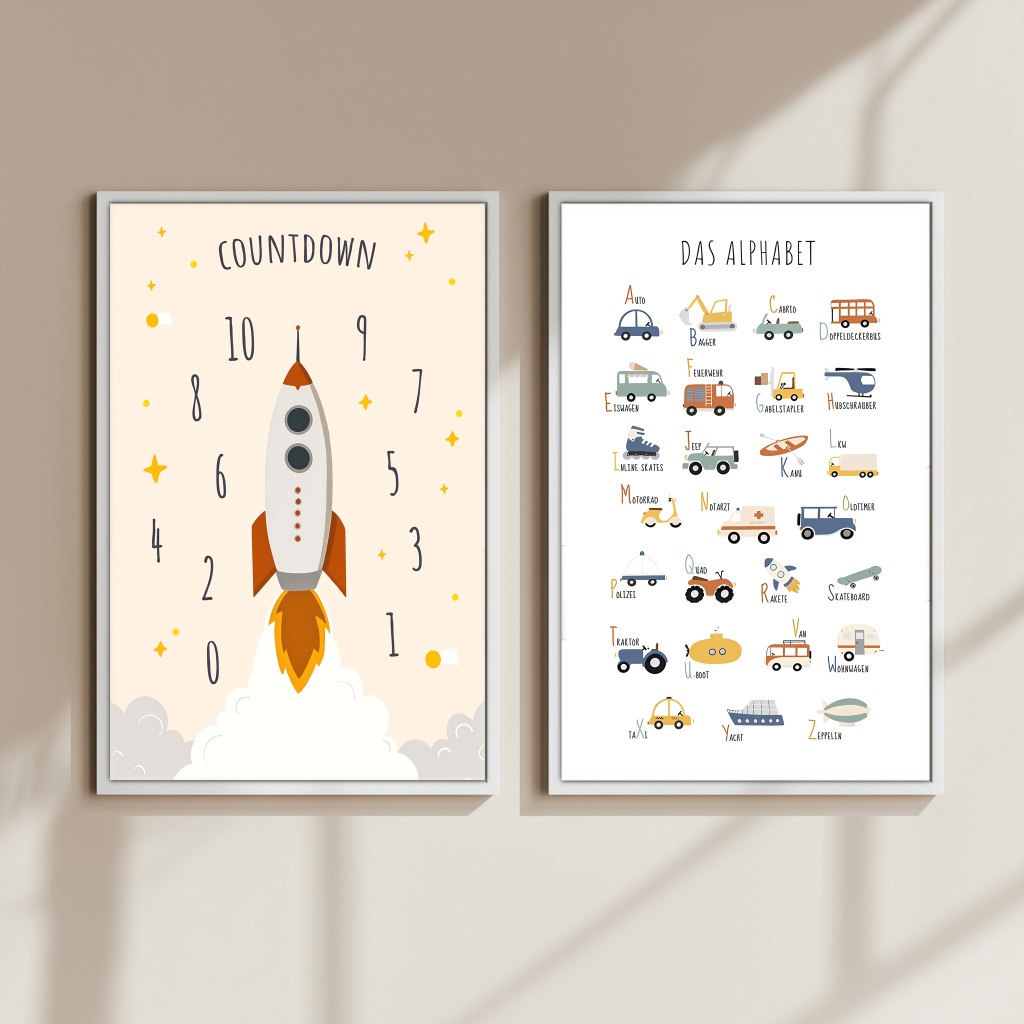 COUNTDOWN
10 9
8 7
6 5
4 3
2 1
0
DAS ALPHABET
AUTO BAGGER CABRIO DOPPELDECKERBUS
EISWAGEN FEUERWEHR GABELSTAPLER HUBSCHRAUBER
INLINE SKATES JEEP KANU LKW
MOTORRAD NOTARZT OLDTIMER
POLIZEI QUAD RAKETE SKATEBOARD
TRAKTOR U-BOOT VAN WOHNWAGEN
TAXI YACHT ZEPPELIN